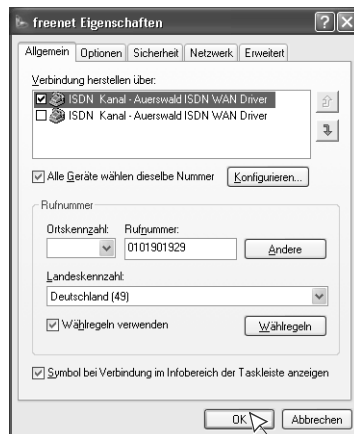 freenet Eigenschaften
Allgemein Optionen Sicherheit Netzwerk Erweitert
Verbindung herstellen über:
ISDN Kanal - Auerswald ISDN WAN Driver
ISDN Kanal - Auerswald ISDN WAN Driver
Alle Geräte wählen dieselbe Nummer Konfigurieren...
Rufnummer
Ortskennzahl: Rufnummer:
0101901929 Andere
Landeskennzahl:
Deutschland (49)
Wählregeln verwenden Wählregeln
Symbol bei Verbindung im Infobereich der Taskleiste anzeigen
OK Abbrechen